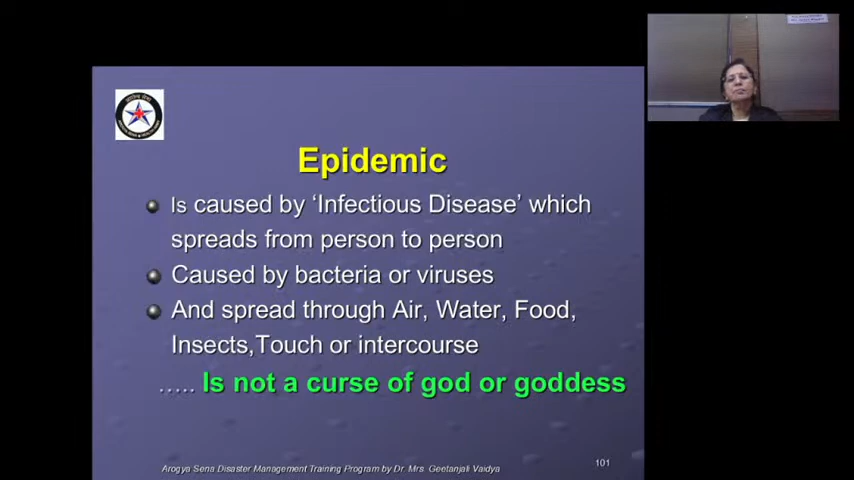 Epidemic
Is caused by ‘Infectious Disease’ which
spreads from person to person
Caused by bacteria or viruses
And spread through Air, Water, Food,
Insects,Touch or intercourse
..... Is not a curse of god or goddess
Arogya Sena Disaster Management Training Program by Dr. Mrs. Geetanjali Vaidya
101